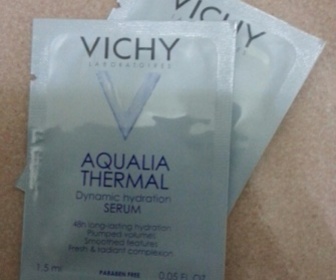 VICHY
LABORATOIRES
AQUALIA
THERMAL
Dynamic hydration
SERUM
48H long-lasting hydration
Plumped volumes
Smoothed features
Fresh & radiant complexion
1.5 ml PARABEN FREE 0.05 FL.OZ
VICHY